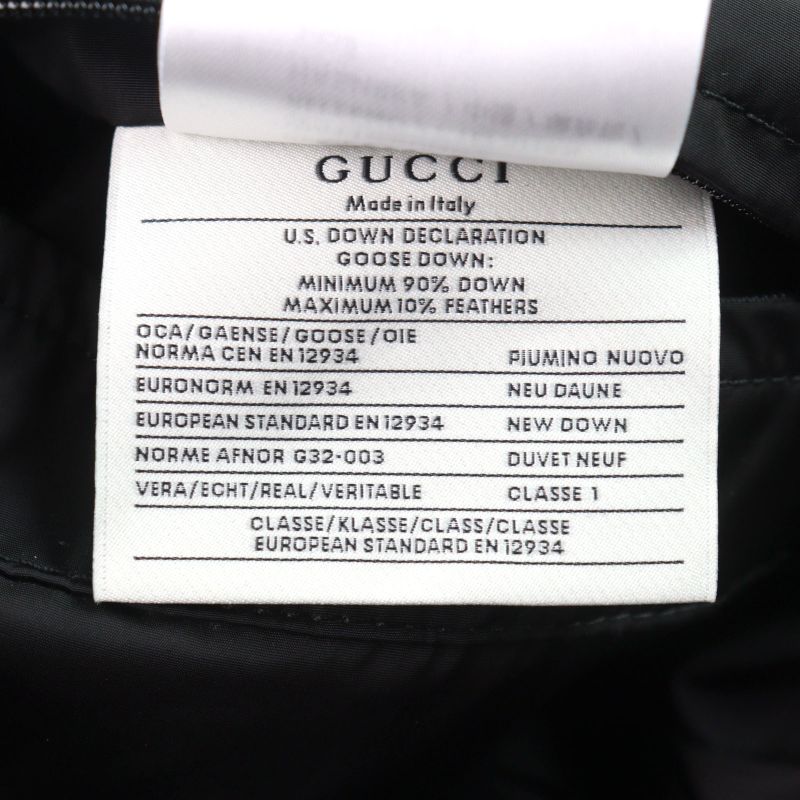 GUCCI
Made in Italy
U.S. DOWN DECLARATION
GOOSE DOWN:
MINIMUM 90% DOWN
MAXIMUM 10% FEATHERS
OCA/GAENSE/GOOSE/OIE
NORMA CEN EN 12934 PIUMINO NUOVO
EURONORM EN 12934 NEU DAUNE
EUROPEAN STANDARD EN 12934 NEW DOWN
NORME AFNOR G32-003 DUVET NEUF
VERA/ECHT/REAL/VERITABLE CLASSE 1
CLASSE/KLASSE/CLASS/CLASSE
EUROPEAN STANDARD EN 12934